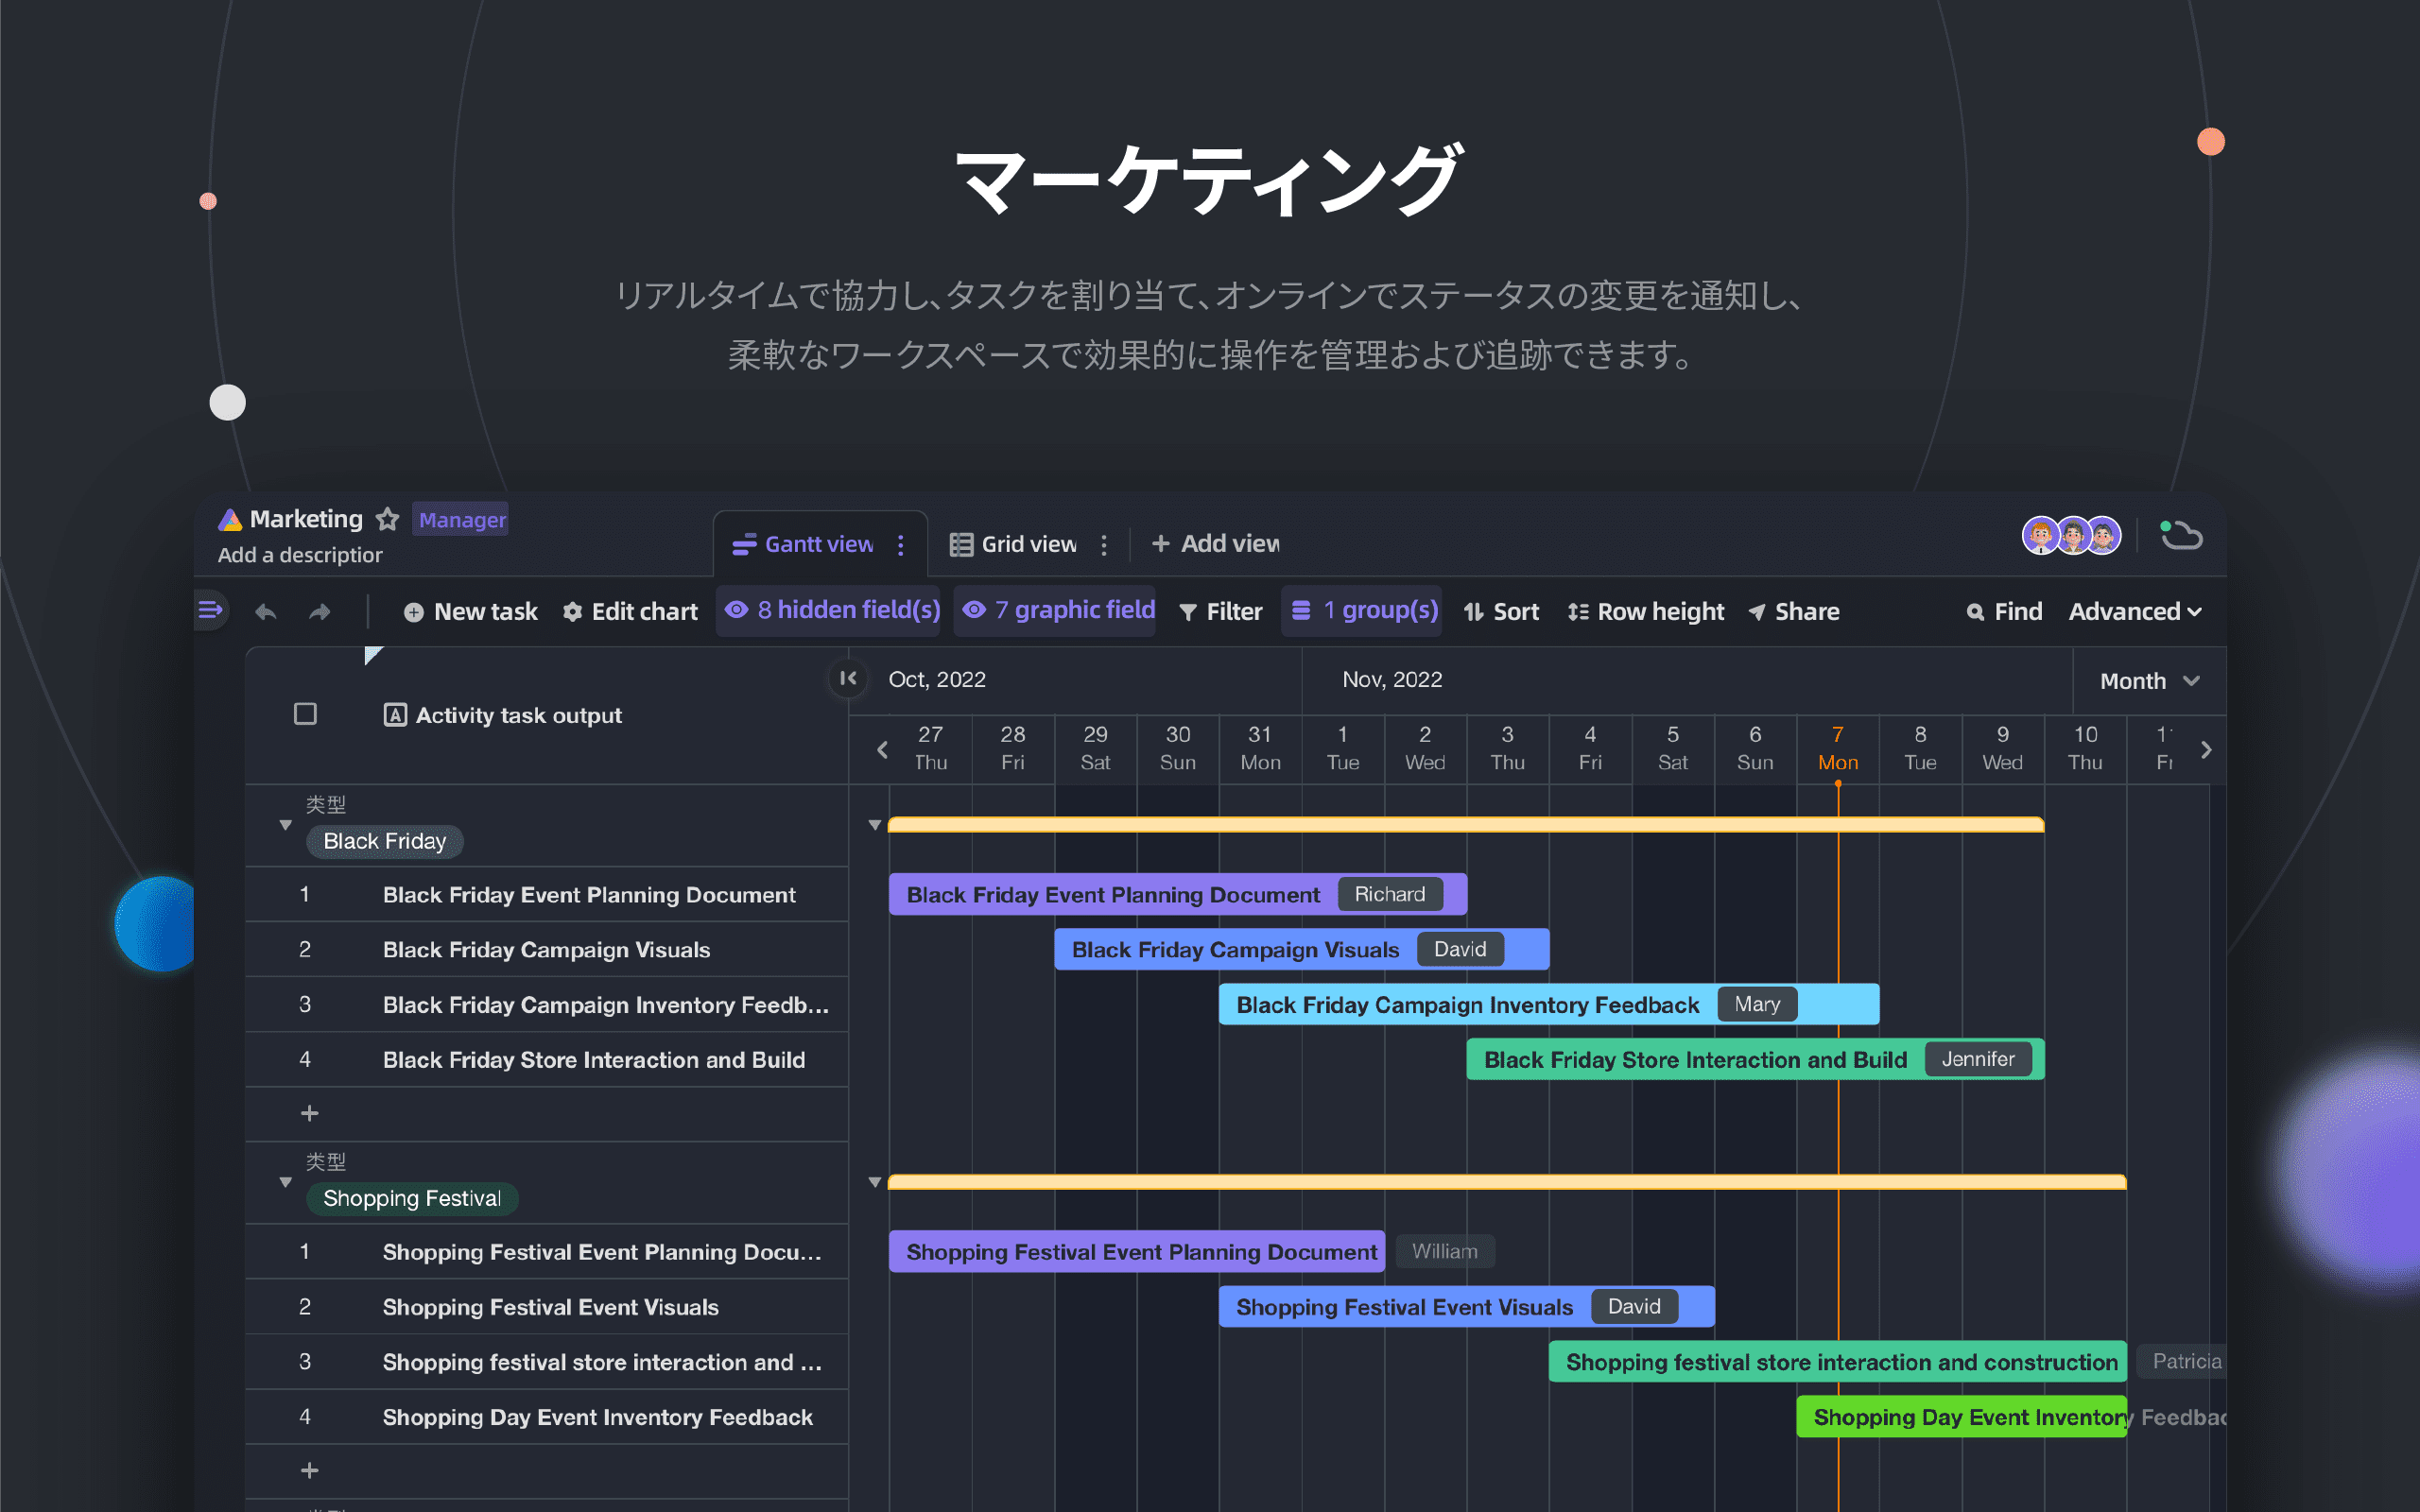 マーケティング
リアルタイムで協力し、タスクを割り当て、オンラインでステータスの変更を通知し、
柔軟なワークスペースで効果的に操作を管理および追跡できます。
Marketing Manager
Add a description
Gantt view Grid view Add view
New task Edit chart 8 hidden field(s) 7 graphic field Filter 1 group(s) Sort Row height Share Find Advanced
Activity task output
Oct, 2022 Nov, 2022 Month
27 28 29 30 31 1 2 3 4 5 6 7 8 9 10 11
Thu Fri Sat Sun Mon Tue Wed Thu Fri Sat Sun Mon Tue Wed Thu Fr
类型
Black Friday
1 Black Friday Event Planning Document Black Friday Event Planning Document Richard
2 Black Friday Campaign Visuals Black Friday Campaign Visuals David
3 Black Friday Campaign Inventory Feedb... Black Friday Campaign Inventory Feedback Mary
4 Black Friday Store Interaction and Build Black Friday Store Interaction and Build Jennifer
类型
Shopping Festival
1 Shopping Festival Event Planning Docu... Shopping Festival Event Planning Document William
2 Shopping Festival Event Visuals Shopping Festival Event Visuals David
3 Shopping festival store interaction and ... Shopping festival store interaction and construction Patricia
4 Shopping Day Event Inventory Feedback Shopping Day Event Inventory Feedbac